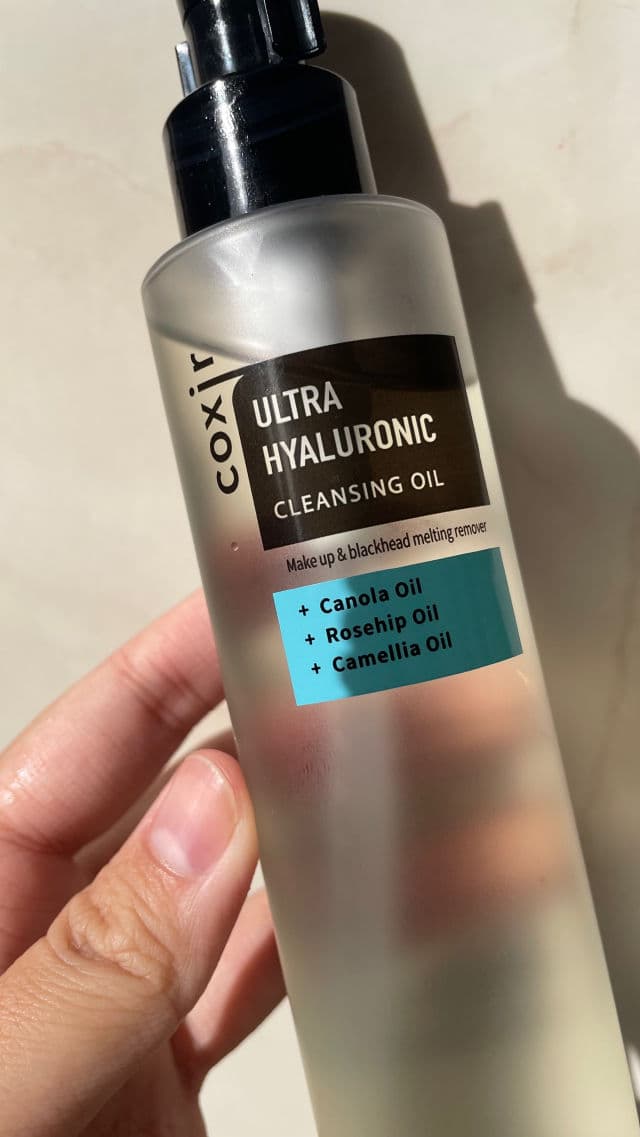 coxir
ULTRA
HYALURONIC
CLEANSING OIL
Make up & blackhead melting remover
+ Canola Oil
+ Rosehip Oil
+ Camellia Oil